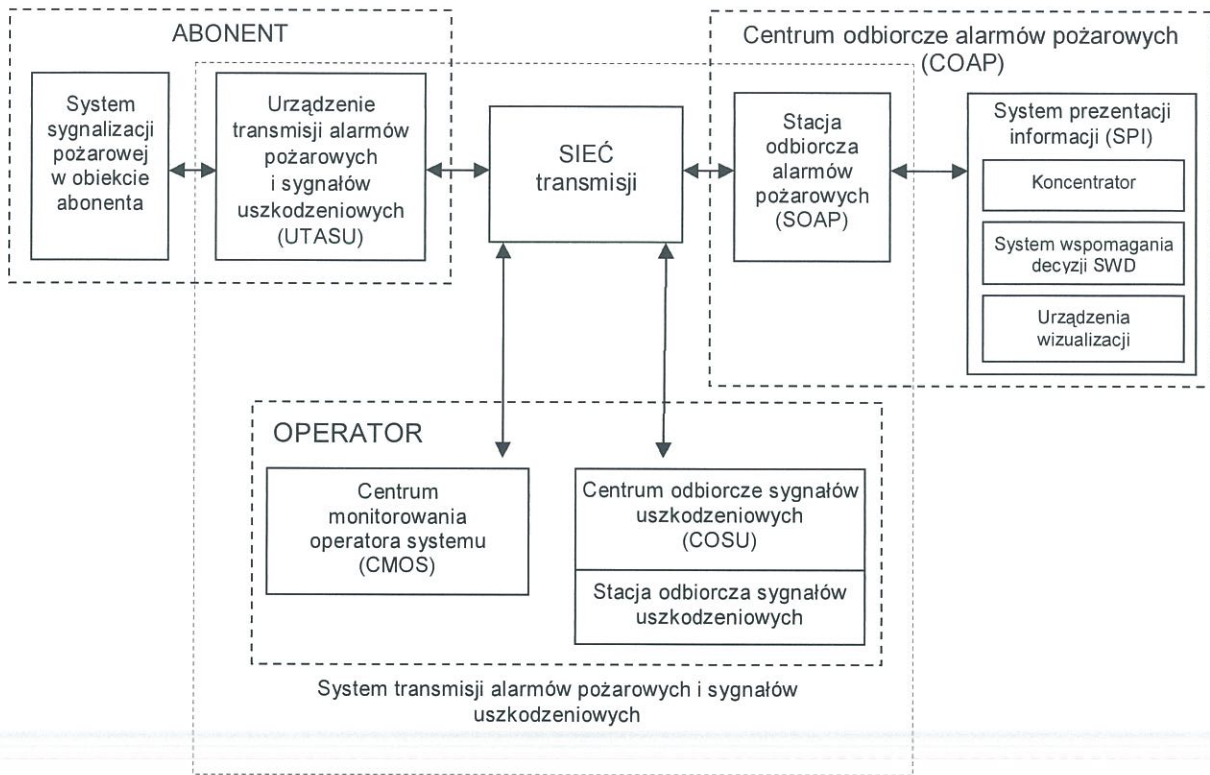 ABONENT
System
sygnalizacji
pożarowej
w obiekcie
abonenta
Urządzenie
transmisji alarmów
pożarowych
i sygnałów
uszkodzeniowych
(UTASU)
SIEĆ
transmisji
Centrum odbiorcze alarmów pożarowych
(COAP)
Stacja
odbiorcza
alarmów
pożarowych
(SOAP)
System prezentacji
informacji (SPI)
Koncentrator
System wspomagania
decyzji SWD
Urządzenia
wizualizacji
OPERATOR
Centrum
monitorowania
operatora systemu
(CMOS)
Centrum odbiorcze sygnałów
uszkodzeniowych
(COSU)
Stacja odbiorcza sygnałów
uszkodzeniowych
System transmisji alarmów pożarowych i sygnałów
uszkodzeniowych